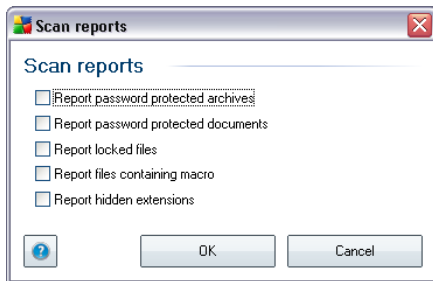 Scan reports
Scan reports
Report password protected archives
Report password protected documents
Report locked files
Report files containing macro
Report hidden extensions
?
OK
Cancel